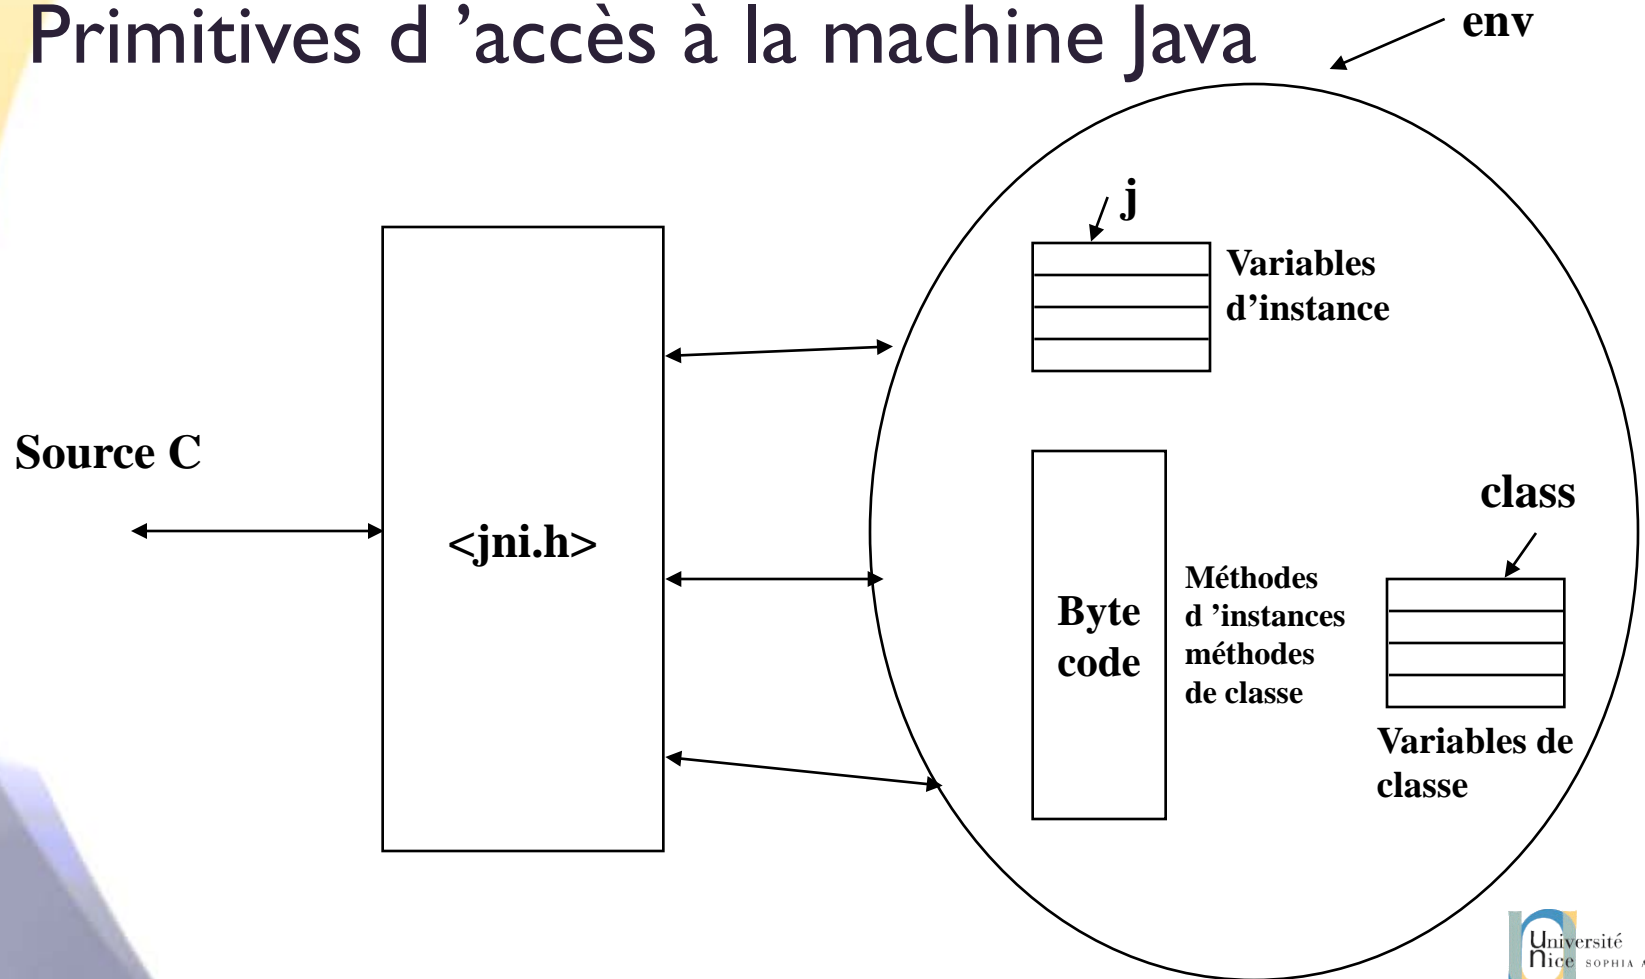 Primitives d ’accès à la machine Java
env
j
Variables
d’instance
Source C
<jni.h>
class
Byte
code
Méthodes
d ’instances
méthodes
de classe
Variables de
classe
Université
nice SOPHIA A